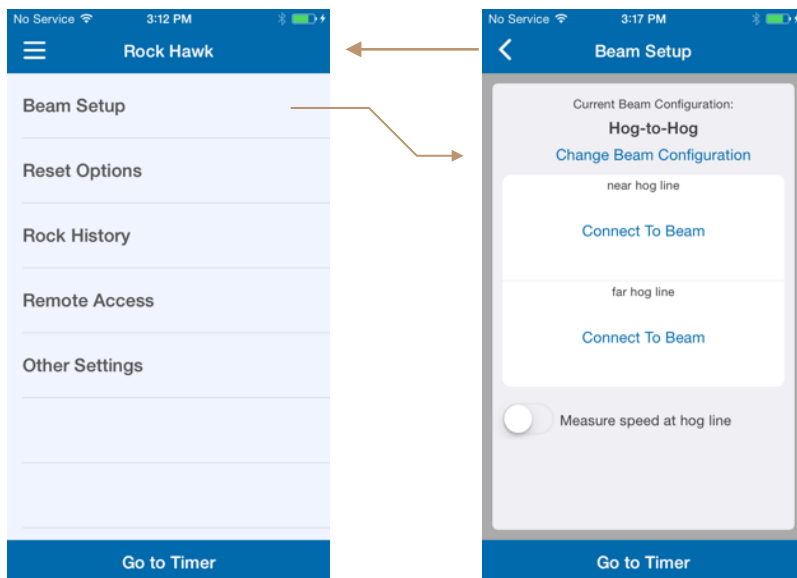 No Service 3:12 PM
Rock Hawk
Beam Setup
Reset Options
Rock History
Remote Access
Other Settings
Go to Timer
No Service 3:17 PM
Beam Setup
Current Beam Configuration:
Hog-to-Hog
Change Beam Configuration
near hog line
Connect To Beam
far hog line
Connect To Beam
Measure speed at hog line
Go to Timer